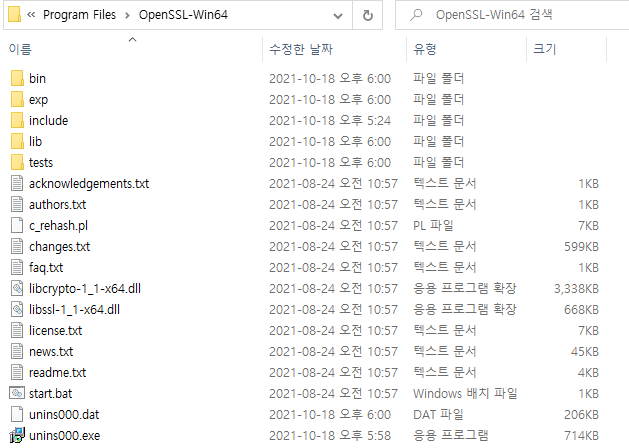 « Program Files > OpenSSL-Win64 OpenSSL-Win64 검색
이름 수정한 날짜 유형 크기
bin 2021-10-18 오후 6:00 파일 폴더
exp 2021-10-18 오후 6:00 파일 폴더
include 2021-10-18 오후 5:24 파일 폴더
lib 2021-10-18 오후 6:00 파일 폴더
tests 2021-10-18 오후 6:00 파일 폴더
acknowledgements.txt 2021-08-24 오전 10:57 텍스트 문서 1KB
authors.txt 2021-08-24 오전 10:57 텍스트 문서 1KB
c_rehash.pl 2021-08-24 오전 10:57 PL 파일 7KB
changes.txt 2021-08-24 오전 10:57 텍스트 문서 599KB
faq.txt 2021-08-24 오전 10:57 텍스트 문서 1KB
libcrypto-1_1-x64.dll 2021-08-24 오전 10:57 응용 프로그램 확장 3,338KB
libssl-1_1-x64.dll 2021-08-24 오전 10:57 응용 프로그램 확장 668KB
license.txt 2021-08-24 오전 10:57 텍스트 문서 7KB
news.txt 2021-08-24 오전 10:57 텍스트 문서 45KB
readme.txt 2021-08-24 오전 10:57 텍스트 문서 4KB
start.bat 2021-08-24 오전 10:57 Windows 배치 파일 1KB
unins000.dat 2021-10-18 오후 6:00 DAT 파일 206KB
unins000.exe 2021-10-18 오후 5:58 응용 프로그램 714KB